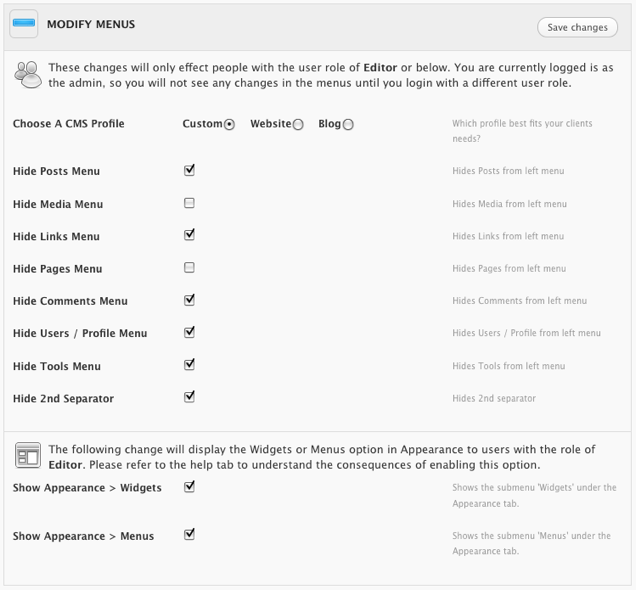 MODIFY MENUS
Save changes
These changes will only effect people with the user role of Editor or below. You are currently logged is as
the admin, so you will not see any changes in the menus until you login with a different user role.
Choose A CMS Profile
Custom Website Blog
Which profile best fits your clients
needs?
Hide Posts Menu
Hides Posts from left menu
Hide Media Menu
Hides Media from left menu
Hide Links Menu
Hides Links from left menu
Hide Pages Menu
Hides Pages from left menu
Hide Comments Menu
Hides Comments from left menu
Hide Users / Profile Menu
Hides Users / Profile from left menu
Hide Tools Menu
Hides Tools from left menu
Hide 2nd Separator
Hides 2nd separator
The following change will display the Widgets or Menus option in Appearance to users with the role of
Editor. Please refer to the help tab to understand the consequences of enabling this option.
Show Appearance > Widgets
Shows the submenu 'Widgets' under the
Appearance tab.
Show Appearance > Menus
Shows the submenu 'Menus' under the
Appearance tab.